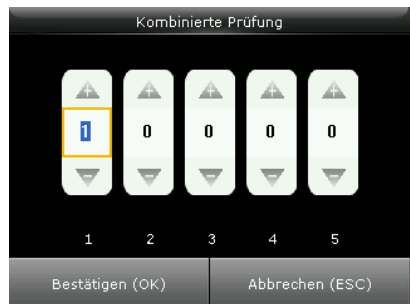 Kombinierte Prüfung
+ + + + +
1 0 0 0 0
- - - - -
1 2 3 4 5
Bestätigen (OK) Abbrechen (ESC)